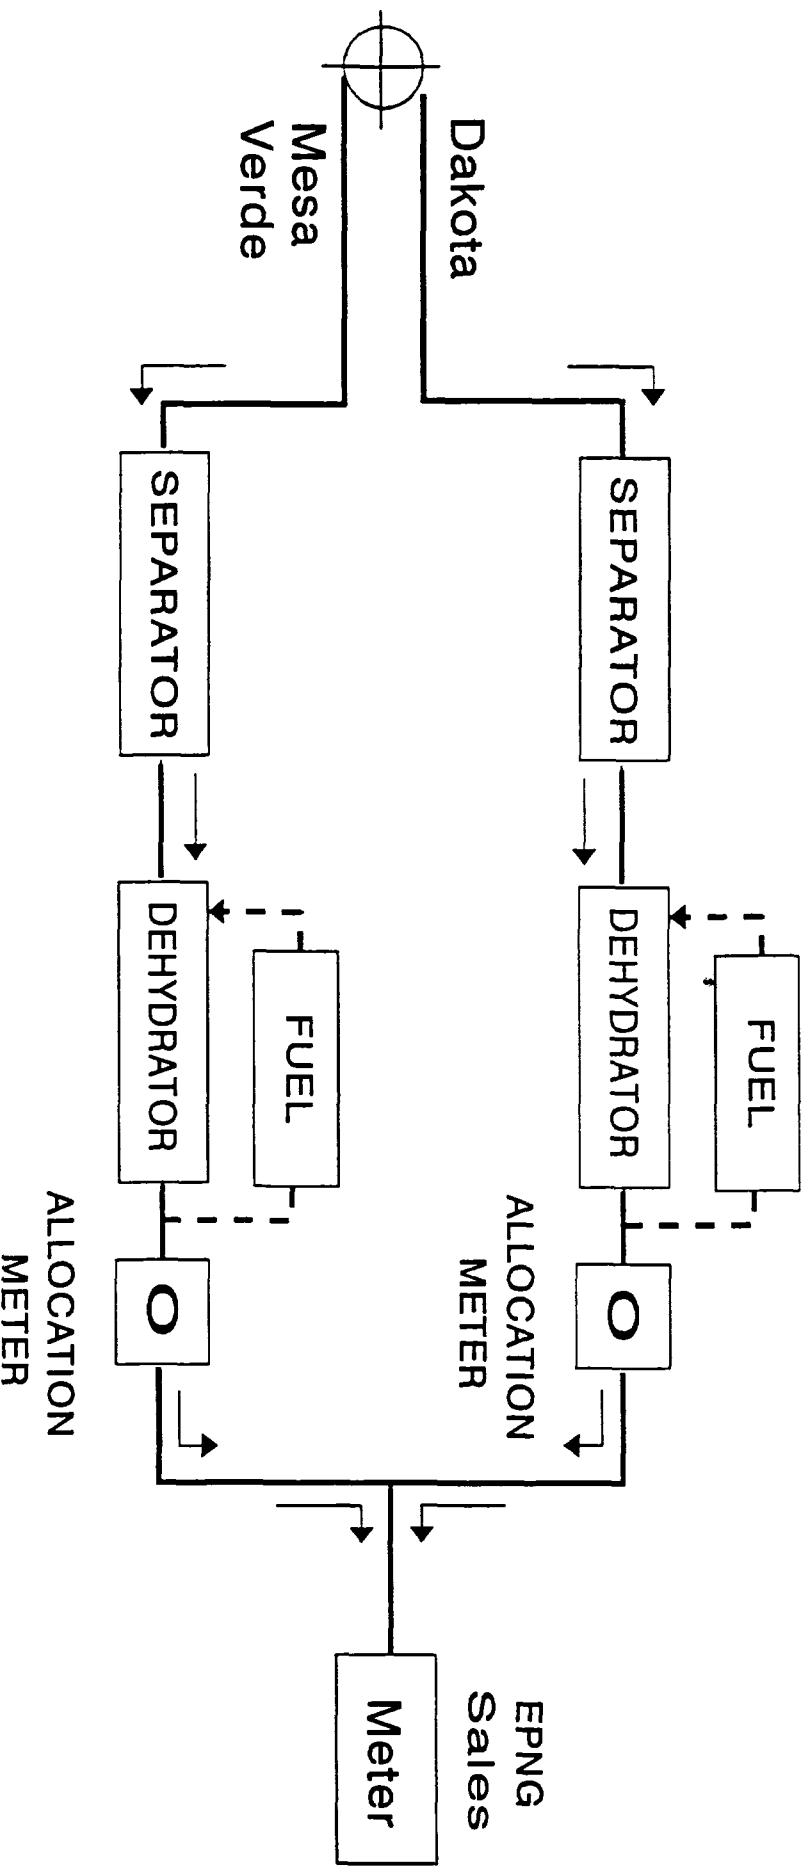 Dakota
Mesa
Verde
SEPARATOR
SEPARATOR
FUEL
DEHYDRATOR
FUEL
DEHYDRATOR
ALLOCATION
METER
O
ALLOCATION
METER
O
EPNG
Sales
Meter